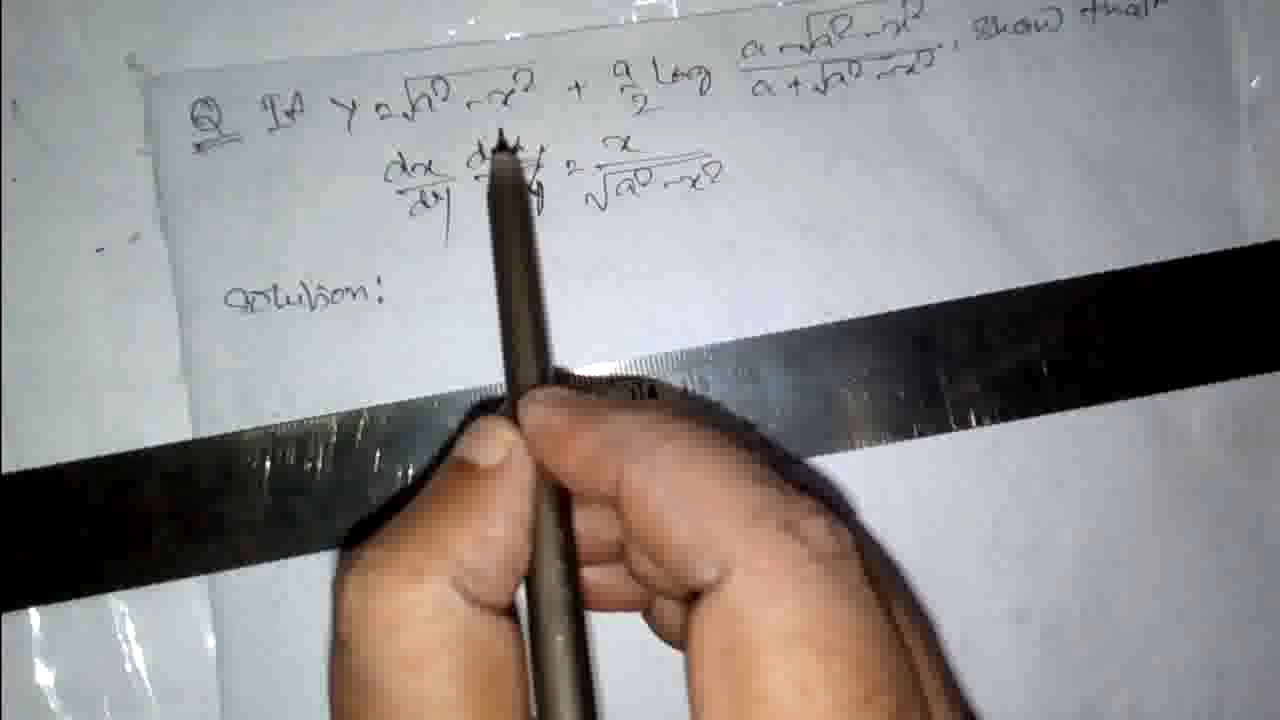 Q If y = √a² - x² + a/2 log a - √a² - x² / a + √a² - x², show that
dx/dy = x / √a² - x²
Solution: